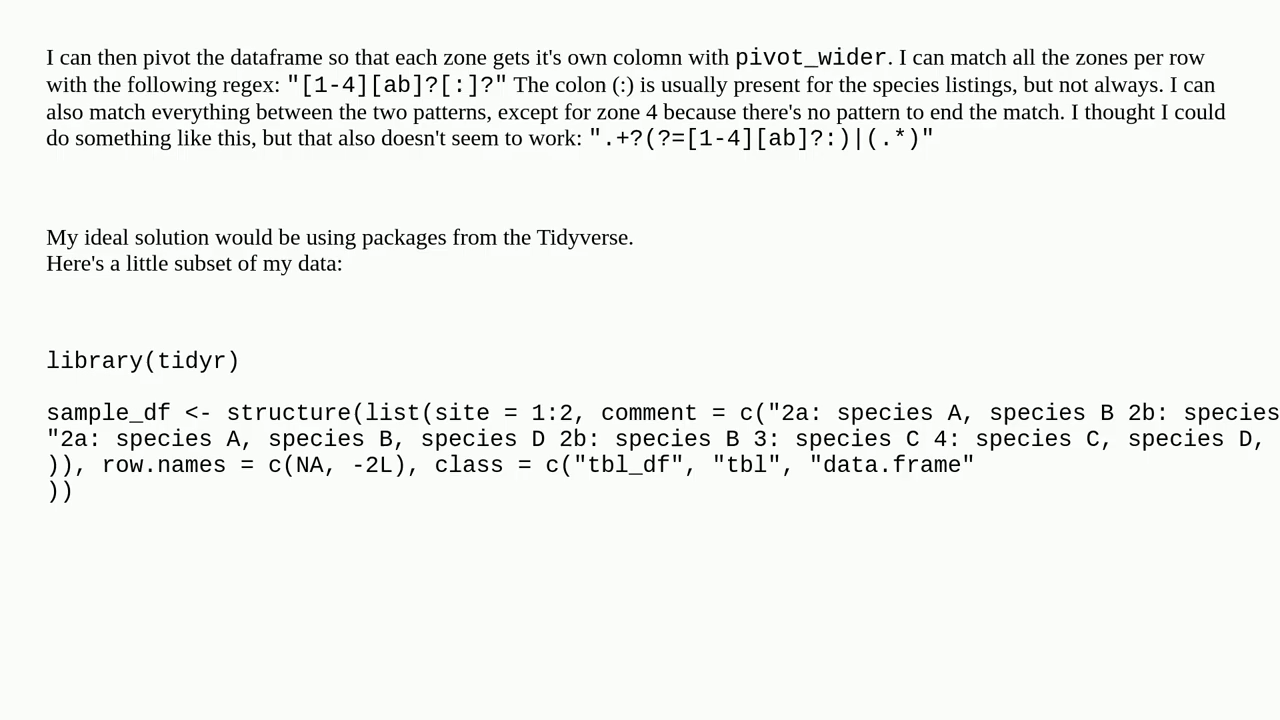 I can then pivot the dataframe so that each zone gets it's own colomn with pivot_wider. I can match all the zones per row
with the following regex: "[1-4][ab]?[:]?" The colon (:) is usually present for the species listings, but not always. I can
also match everything between the two patterns, except for zone 4 because there's no pattern to end the match. I thought I could
do something like this, but that also doesn't seem to work: ".+?(?=[1-4][ab]?:)|(.*)"
My ideal solution would be using packages from the Tidyverse.
Here's a little subset of my data:
library(tidyr)
sample_df <- structure(list(site = 1:2, comment = c("2a: species A, species B 2b: species
"2a: species A, species B, species D 2b: species B 3: species C 4: species C, species D,
)), row.names = c(NA, -2L), class = c("tbl_df", "tbl", "data.frame"
))